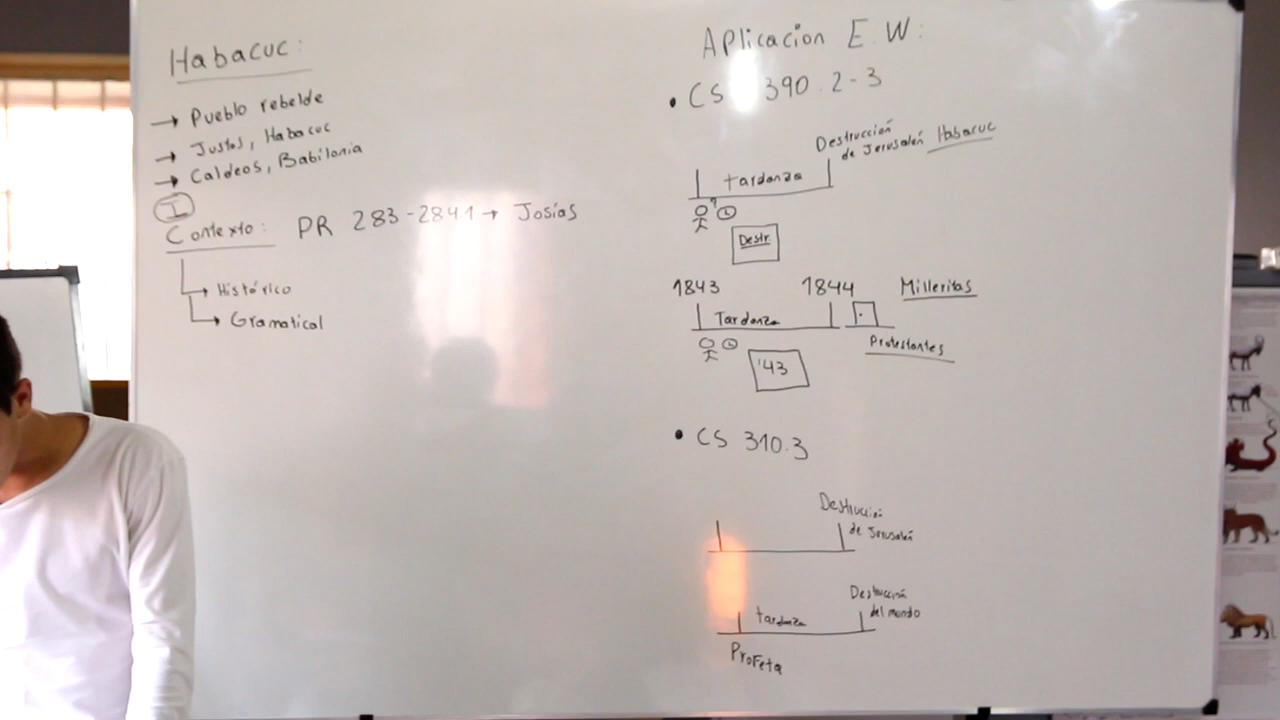 Habacuc:
→ Pueblo rebelde
→ Justos, Habacuc
→ Caldeos, Babilonia
I
Contexto: PR 283-284.1 → Josías
Histórico
Gramatical
Aplicacion E.W:
• CS 390.2-3
Destrucción
de Jerusalén Habacuc
tardanza
?
Destr.
1843 1844 Milleritas
Tardanza
Protestantes
'43
• CS 310.3
Destrucción
de Jerusalén
Destrucción
del mundo
tardanza
Profeta